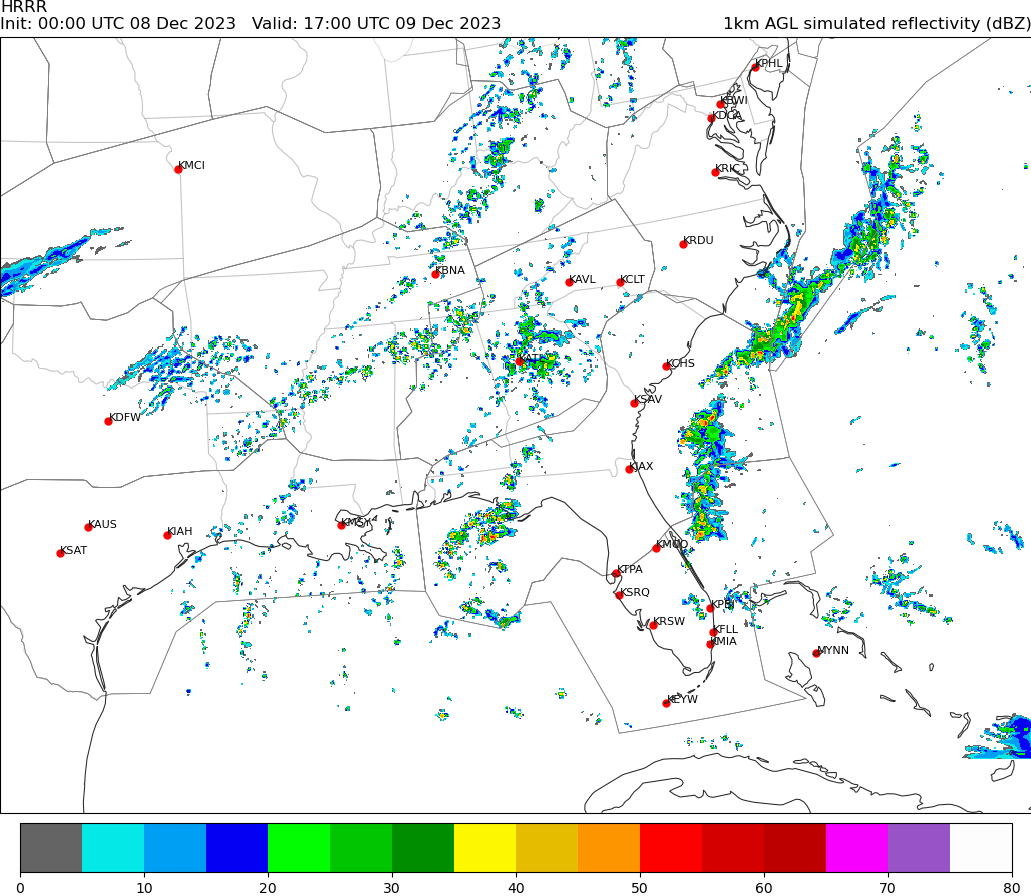 HRRR
Init: 00:00 UTC 08 Dec 2023 Valid: 17:00 UTC 09 Dec 2023 1km AGL simulated reflectivity (dBZ)
KPHL
KBWI
KDCA
KMCI
KRIC
KRDU
KBNA
KAVL KCLT
KATL
KCHS
KSAV
KDFW
KJAX
KAUS
KMSY
KIAH
KSAT
KMCO
KTPA
KSRQ
KPBI
KRSW
KFLL
KMIA
MYNN
KEYW
0 10 20 30 40 50 60 70 80